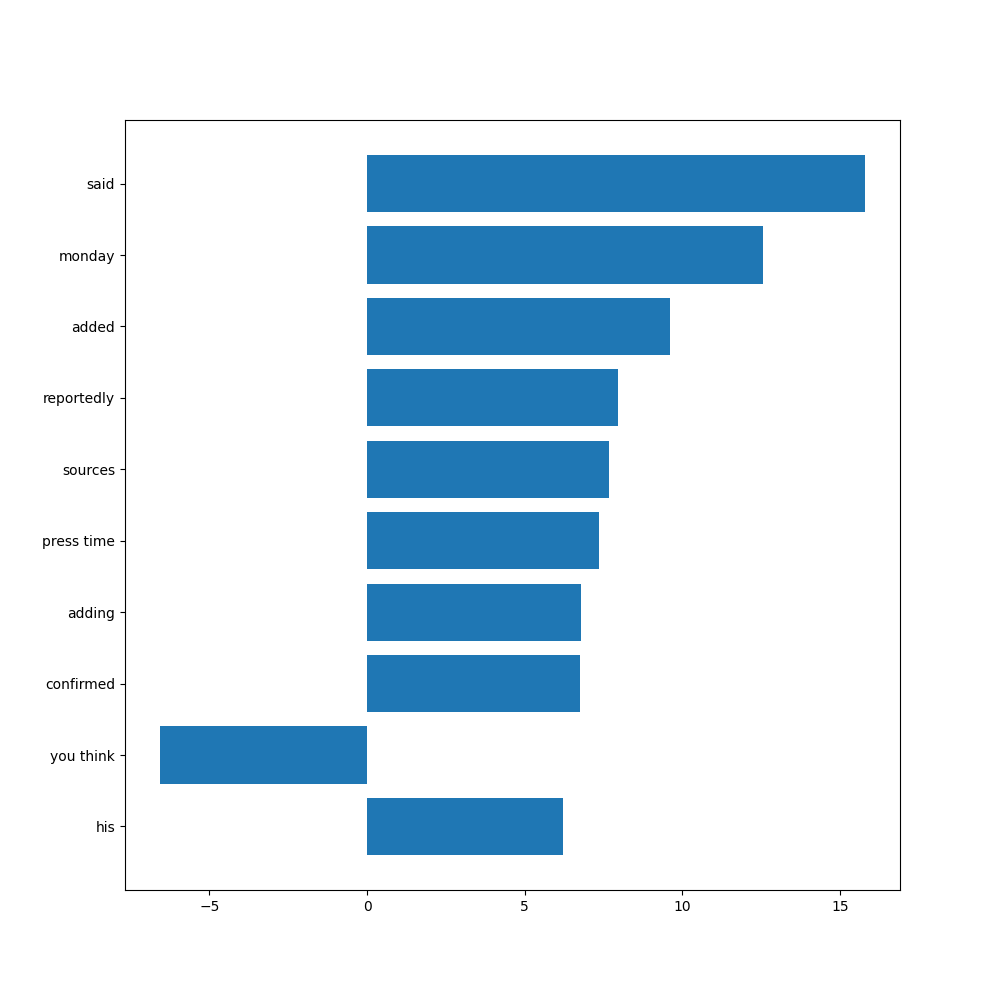 said
monday
added
reportedly
sources
press time
adding
confirmed
you think
his
−5 0 5 10 15